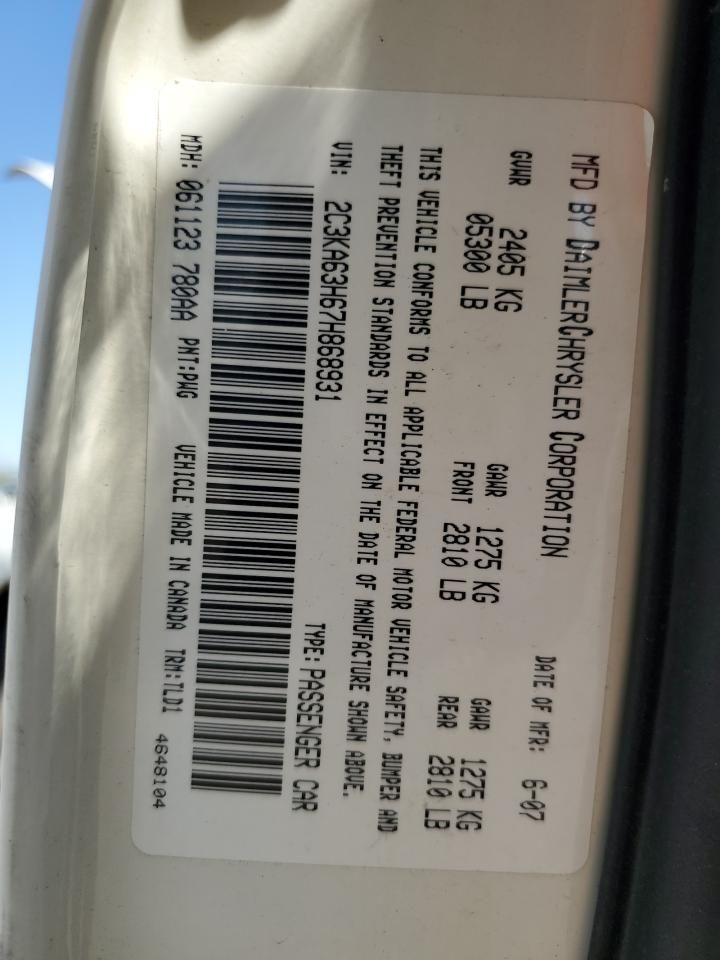 MFD BY DAIMLERCHRYSLER CORPORATION
DATE OF MFR: 6-07
GVWR 2405 KG
05300 LB
GAWR 1275 KG
FRONT 2810 LB
GAWR 1275 KG
REAR 2810 LB
THIS VEHICLE CONFORMS TO ALL APPLICABLE FEDERAL MOTOR VEHICLE SAFETY, BUMPER AND
THEFT PREVENTION STANDARDS IN EFFECT ON THE DATE OF MANUFACTURE SHOWN ABOVE.
VIN: 2C3KA63H67H868931 TYPE: PASSENGER CAR
MDH: 061123 780AA PNT:PWG VEHICLE MADE IN CANADA TRM:TLD1 4648104